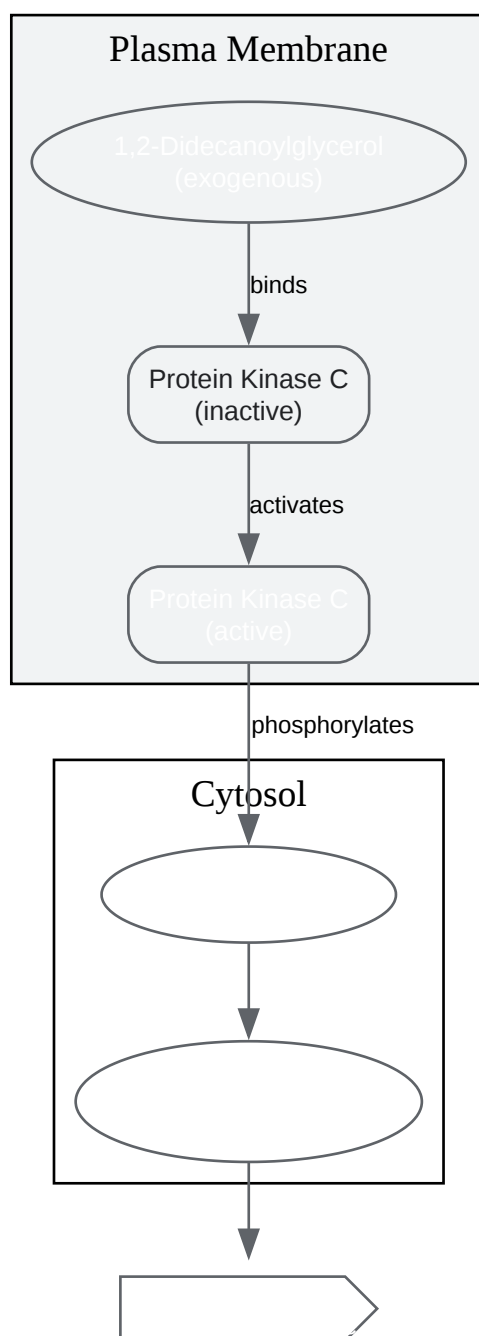 Plasma Membrane
1,2-Didecanoylglycerol
(exogenous)
binds
Protein Kinase C
(inactive)
activates
Protein Kinase C
(active)
phosphorylates
Cytosol